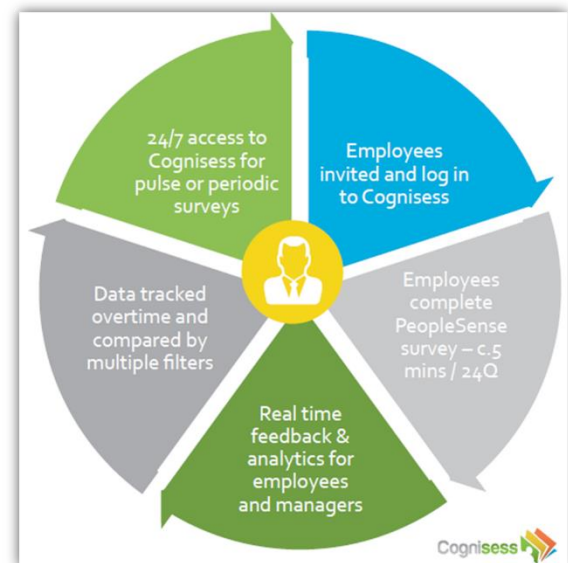 24/7 access to
Cognisess for
pulse or periodic
surveys
Employees
invited and log in
to Cognisess
Employees
complete
PeopleSense
survey – c.5
mins / 24Q
Real time
feedback &
analytics for
employees
and managers
Data tracked
overtime and
compared by
multiple filters
Cognisess